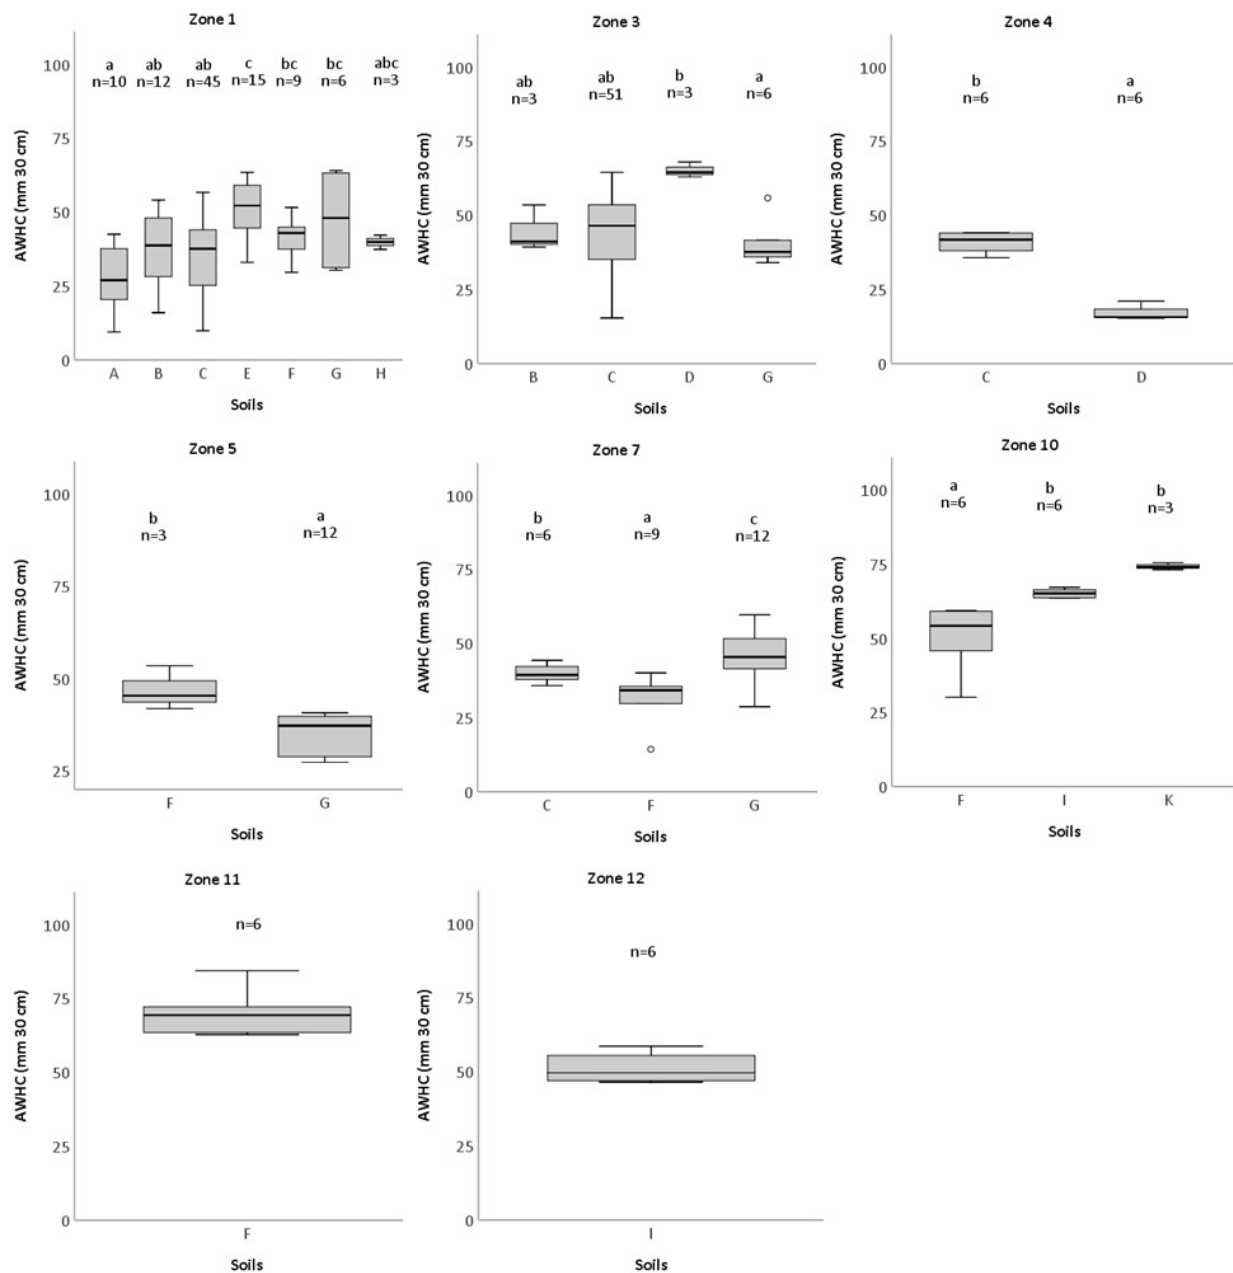 Zone 1
a ab ab c bc bc abc
n=10 n=12 n=45 n=15 n=9 n=6 n=3
100
75
50
25
0
AWHC (mm 30 cm)
A B C E F G H
Soils
Zone 3
ab ab b a
n=3 n=51 n=3 n=6
100
75
50
25
0
AWHC (mm 30 cm)
B C D G
Soils
Zone 4
b a
n=6 n=6
100
75
50
25
0
AWHC (mm 30 cm)
C D
Soils
Zone 5
b a
n=3 n=12
100
75
50
25
AWHC (mm 30 cm)
F G
Soils
Zone 7
b a c
n=6 n=9 n=12
100
75
50
25
0
AWHC (mm 30 cm)
C F G
Soils
Zone 10
a b b
n=6 n=6 n=3
100
75
50
25
0
AWHC (mm 30 cm)
F I K
Soils
Zone 11
n=6
100
75
50
25
0
AWHC (mm 30 cm)
F
Soils
Zone 12
n=6
100
75
50
25
0
AWHC (mm 30 cm)
I
Soils